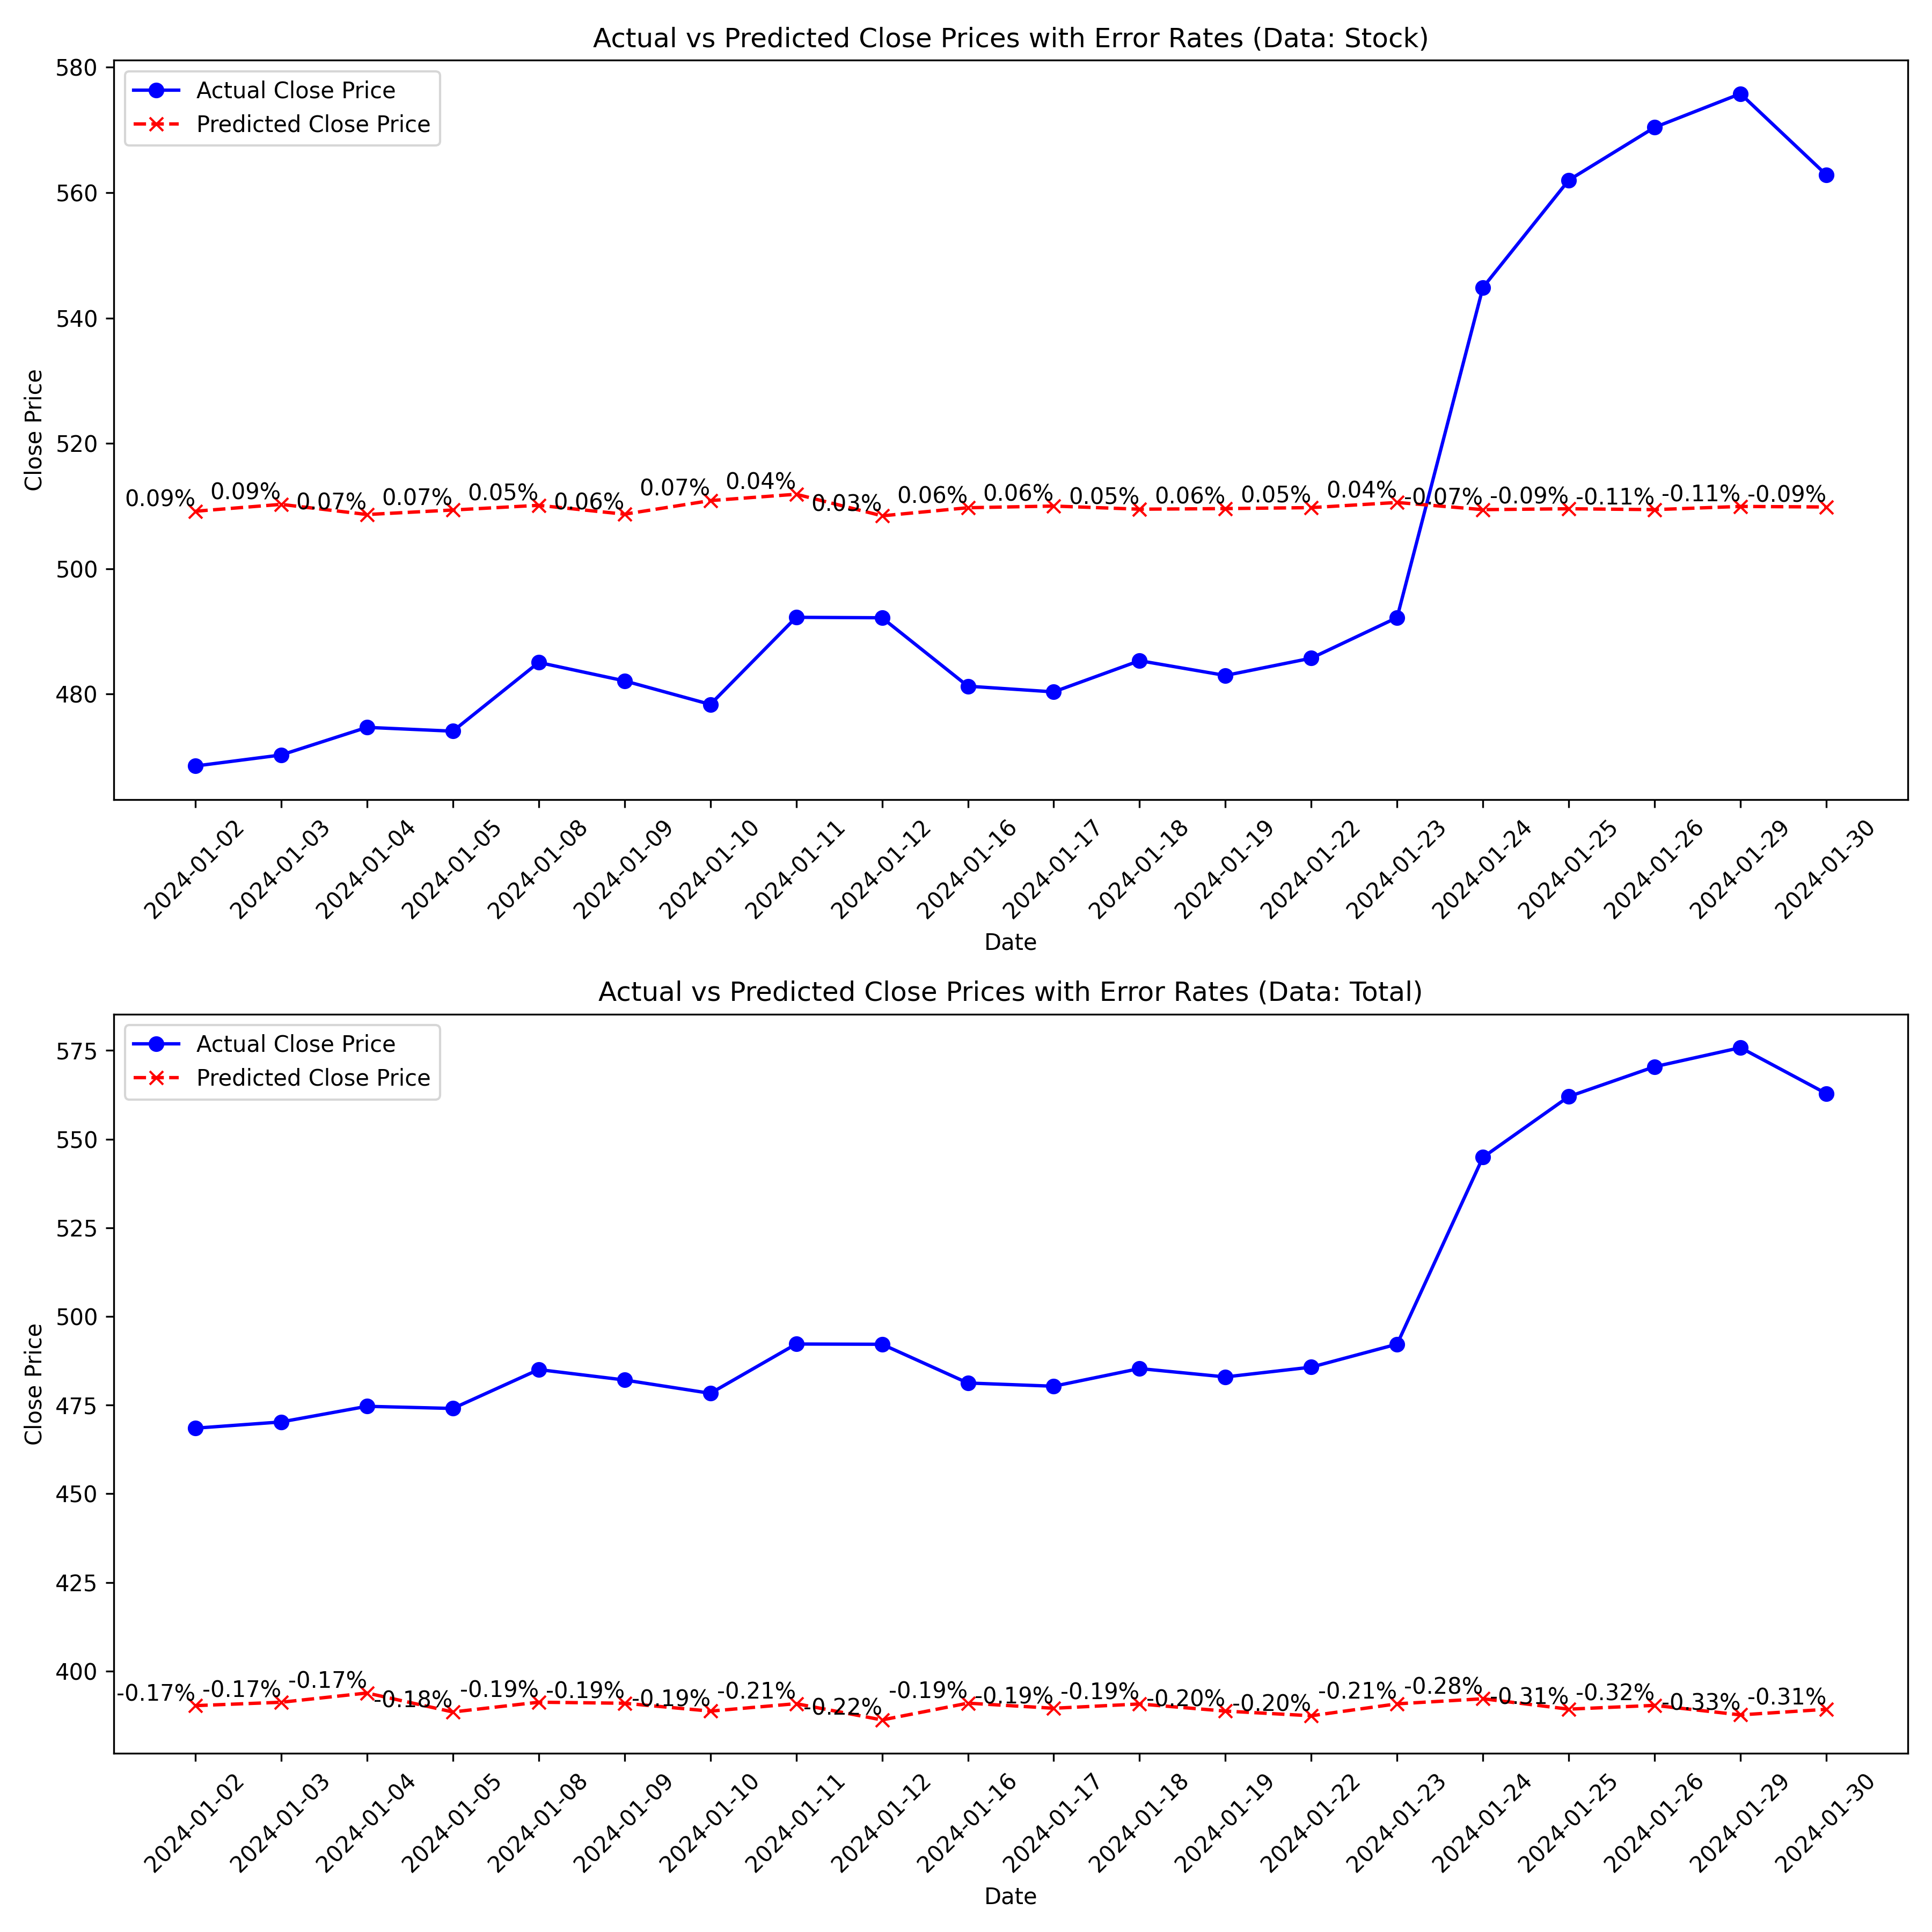 Actual vs Predicted Close Prices with Error Rates (Data: Stock)
Actual Close Price
Predicted Close Price
Close Price
580
560
540
520
500
480
0.09% 0.09% 0.07% 0.07% 0.05% 0.06% 0.07% 0.04% 0.03% 0.06% 0.06% 0.05% 0.06% 0.05% 0.04% -0.07% -0.09% -0.11% -0.11% -0.09%
2024-01-02 2024-01-03 2024-01-04 2024-01-05 2024-01-08 2024-01-09 2024-01-10 2024-01-11 2024-01-12 2024-01-16 2024-01-17 2024-01-18 2024-01-19 2024-01-22 2024-01-23 2024-01-24 2024-01-25 2024-01-26 2024-01-29 2024-01-30
Date
Actual vs Predicted Close Prices with Error Rates (Data: Total)
Actual Close Price
Predicted Close Price
Close Price
575
550
525
500
475
450
425
400
-0.17% -0.17% -0.17% -0.18% -0.19% -0.19% -0.19% -0.21% -0.22% -0.19% -0.19% -0.19% -0.20% -0.20% -0.21% -0.28% -0.31% -0.32% -0.33% -0.31%
2024-01-02 2024-01-03 2024-01-04 2024-01-05 2024-01-08 2024-01-09 2024-01-10 2024-01-11 2024-01-12 2024-01-16 2024-01-17 2024-01-18 2024-01-19 2024-01-22 2024-01-23 2024-01-24 2024-01-25 2024-01-26 2024-01-29 2024-01-30
Date